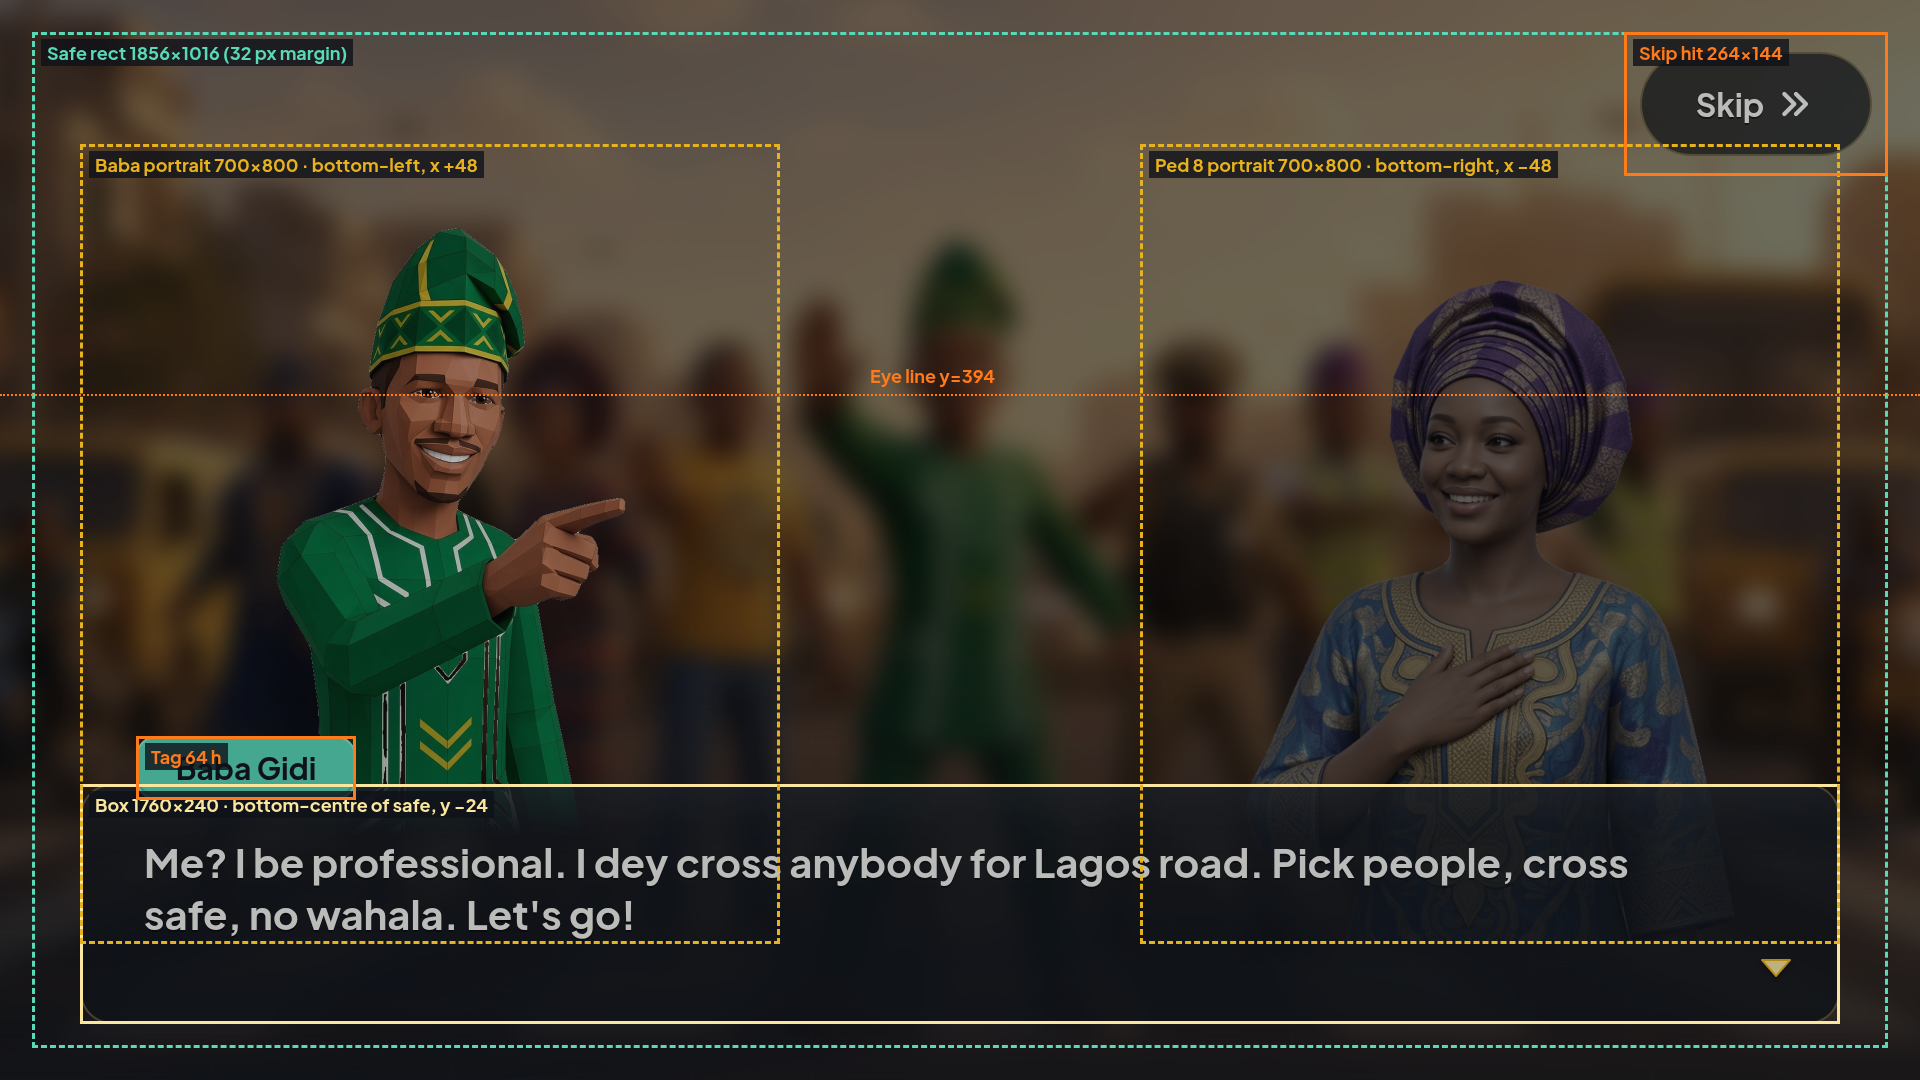 Safe rect 1856×1016 (32 px margin)
Skip hit 264×144
Skip
Baba portrait 700×800 · bottom-left, x +48
Ped 8 portrait 700×800 · bottom-right, x −48
Eye line y=394
Tag 64 h
Baba Gidi
Box 1760×240 · bottom-centre of safe, y −24
Me? I be professional. I dey cross anybody for Lagos road. Pick people, cross
safe, no wahala. Let's go!